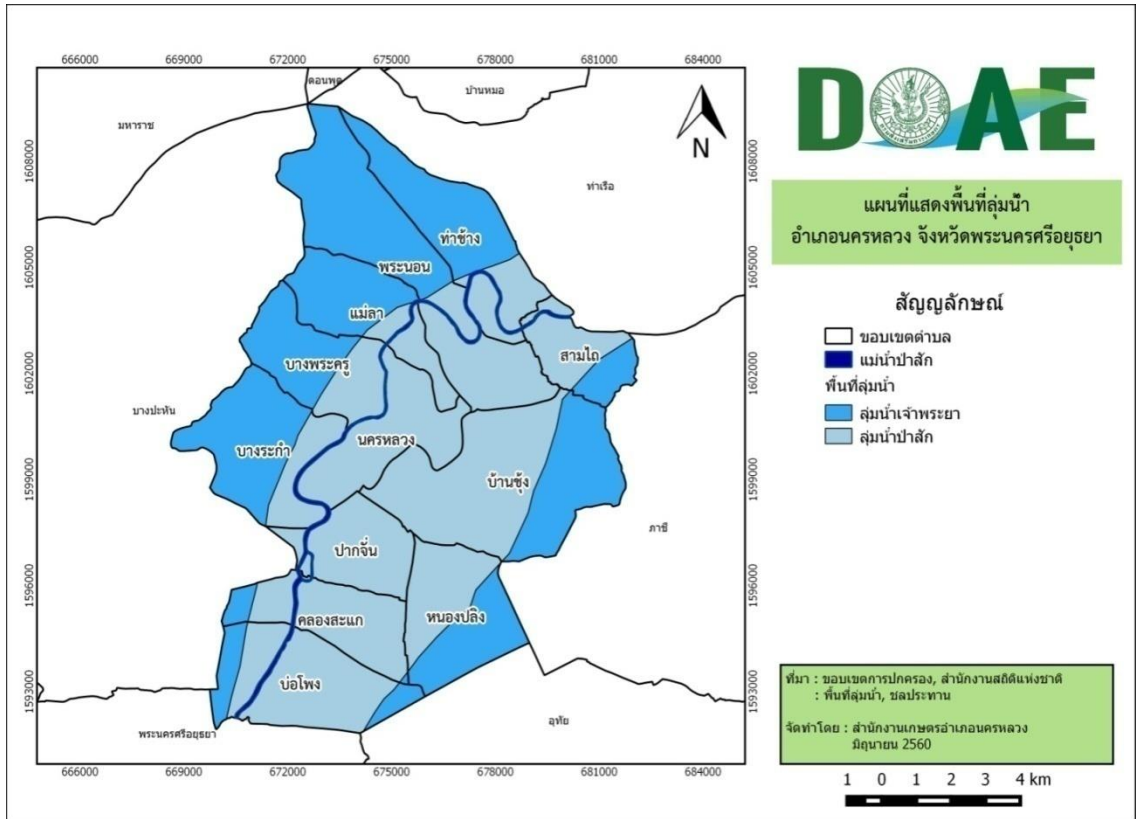 666000 669000 672000 675000 678000 681000 684000
ดอนพุด
บ้านหมอ
มหาราช
ท่าเรือ
N
1608000 1608000
ท่าช้าง
พระนอน
1605000 1605000
แม่ลา
สามไถ
บางพระครู
1602000 1602000
บางปะหัน
นครหลวง
บางระกำ
บ้านชุ้ง
1599000 1599000
ภาชี
ปากจั่น
1596000 1596000
คลองสะแก
หนองปลิง
บ่อโพง
1593000 1593000
พระนครศรีอยุธยา
อุทัย
666000 669000 672000 675000 678000 681000 684000
DOAE
แผนที่แสดงพื้นที่ลุ่มน้ำ
อำเภอนครหลวง จังหวัดพระนครศรีอยุธยา
สัญญลักษณ์
ขอบเขตตำบล
แม่น้ำป่าสัก
พื้นที่ลุ่มน้ำ
ลุ่มน้ำเจ้าพระยา
ลุ่มน้ำป่าสัก
ที่มา : ขอบเขตการปกครอง, สำนักงานสถิติแห่งชาติ
: พื้นที่ลุ่มน้ำ, ชลประทาน
จัดทำโดย : สำนักงานเกษตรอำเภอนครหลวง
มิถุนายน 2560
1 0 1 2 3 4 km